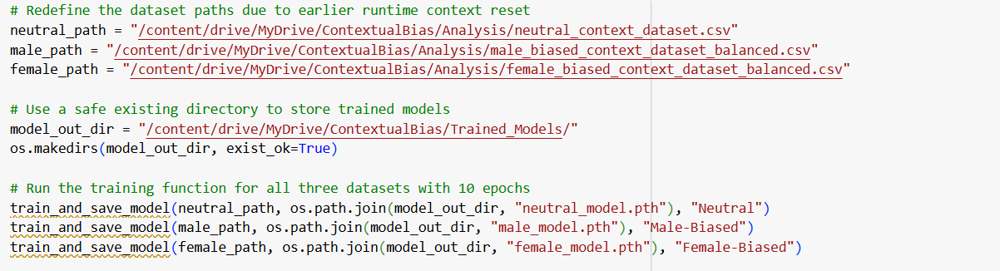 # Redefine the dataset paths due to earlier runtime context reset
neutral_path = "/content/drive/MyDrive/ContextualBias/Analysis/neutral_context_dataset.csv"
male_path = "/content/drive/MyDrive/ContextualBias/Analysis/male_biased_context_dataset_balanced.csv"
female_path = "/content/drive/MyDrive/ContextualBias/Analysis/female_biased_context_dataset_balanced.csv"

# Use a safe existing directory to store trained models
model_out_dir = "/content/drive/MyDrive/ContextualBias/Trained_Models/"
os.makedirs(model_out_dir, exist_ok=True)

# Run the training function for all three datasets with 10 epochs
train_and_save_model(neutral_path, os.path.join(model_out_dir, "neutral_model.pth"), "Neutral")
train_and_save_model(male_path, os.path.join(model_out_dir, "male_model.pth"), "Male-Biased")
train_and_save_model(female_path, os.path.join(model_out_dir, "female_model.pth"), "Female-Biased")